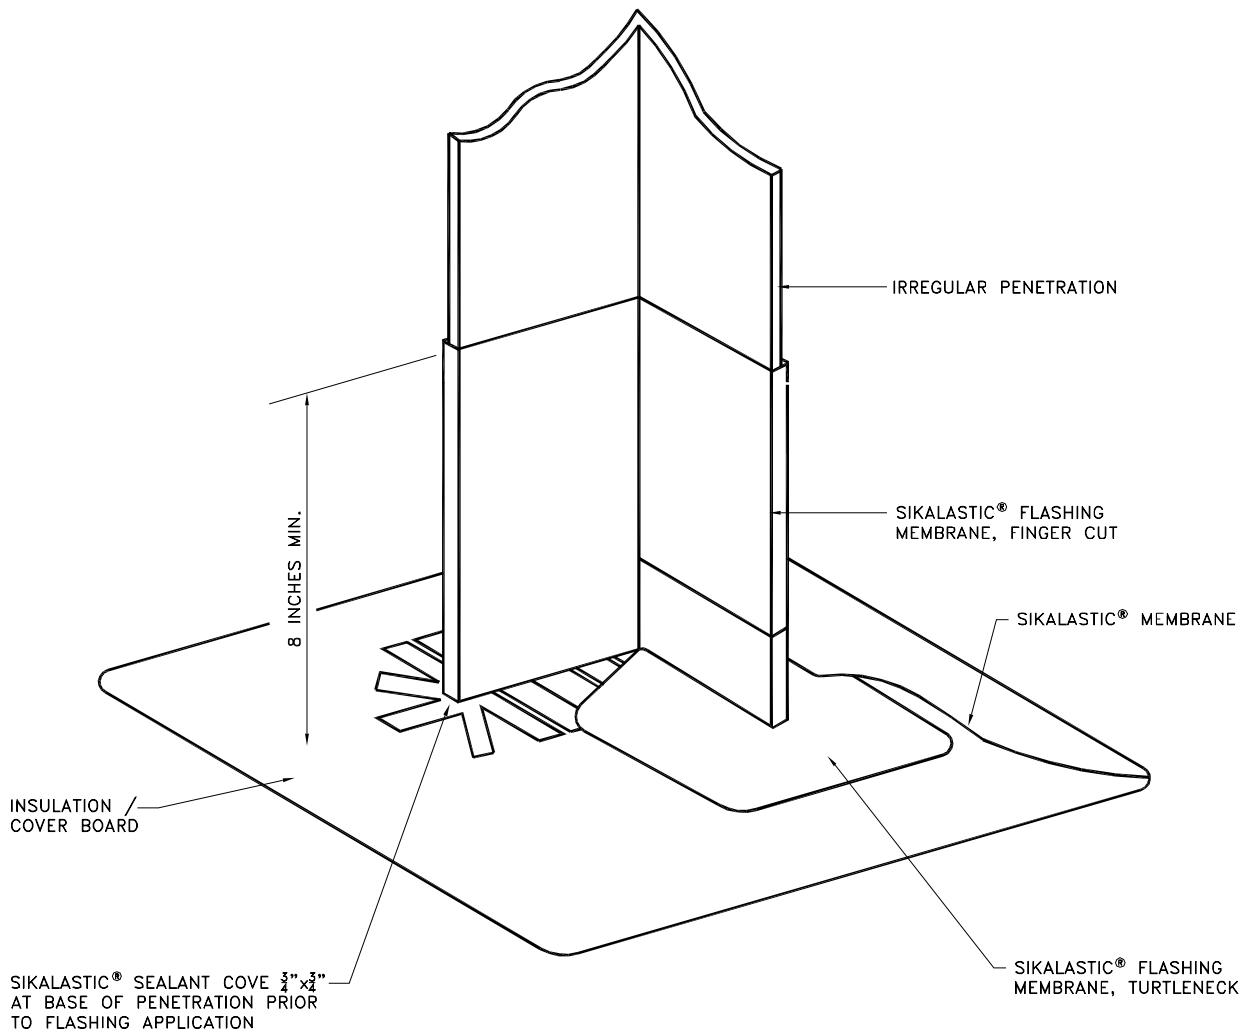 IRREGULAR PENETRATION
SIKALASTIC® FLASHING
MEMBRANE, FINGER CUT
8 INCHES MIN.
SIKALASTIC® MEMBRANE
INSULATION /
COVER BOARD
SIKALASTIC® SEALANT COVE ¾"x¾"
AT BASE OF PENETRATION PRIOR
TO FLASHING APPLICATION
SIKALASTIC® FLASHING
MEMBRANE, TURTLENECK